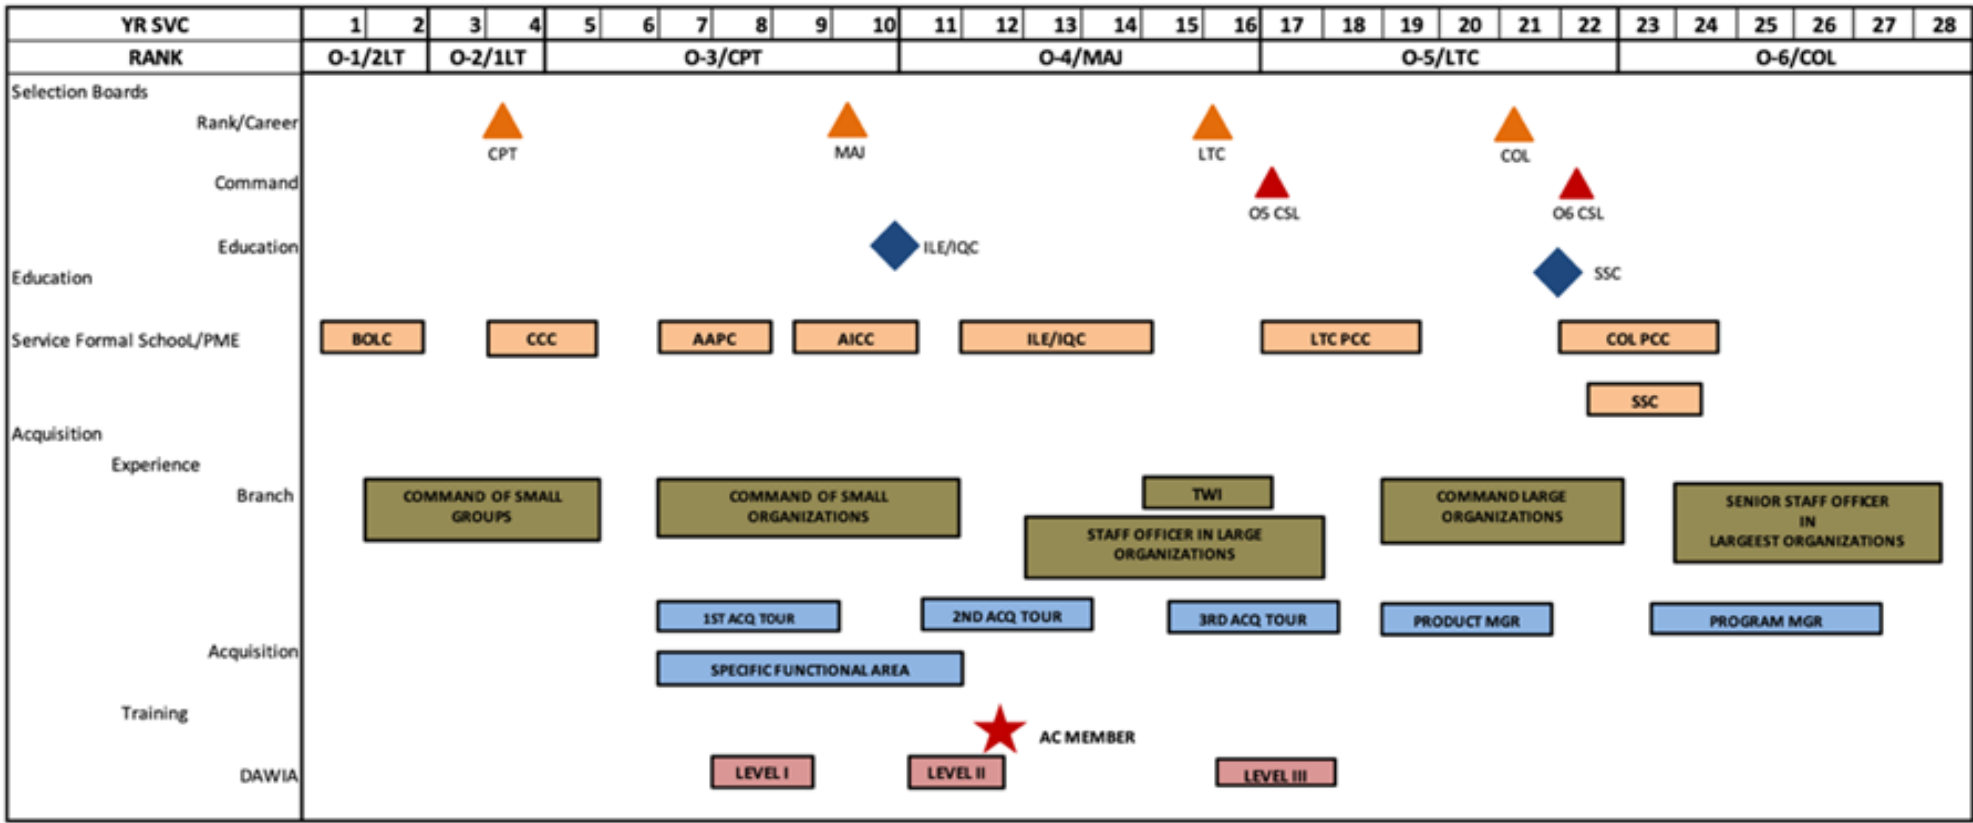 YR SVC 1 2 3 4 5 6 7 8 9 10 11 12 13 14 15 16 17 18 19 20 21 22 23 24 25 26 27 28
RANK O-1/2LT O-2/1LT O-3/CPT O-4/MAJ O-5/LTC O-6/COL
Selection Boards
Rank/Career
CPT MAJ LTC COL
Command
O5 CSL O6 CSL
Education ILE/IQC
Education SSC
Service Formal SchooL/PME BOLC CCC AAPC AICC ILE/IQC LTC PCC COL PCC
SSC
Acquisition
Experience
Branch
COMMAND OF SMALL
GROUPS
COMMAND OF SMALL
ORGANIZATIONS
TWI
STAFF OFFICER IN LARGE
ORGANIZATIONS
COMMAND LARGE
ORGANIZATIONS
SENIOR STAFF OFFICER
IN
LARGEEST ORGANIZATIONS
1ST ACQ TOUR 2ND ACQ TOUR 3RD ACQ TOUR PRODUCT MGR PROGRAM MGR
Acquisition
SPECIFIC FUNCTIONAL AREA
Training
AC MEMBER
DAWIA LEVEL I LEVEL II LEVEL III